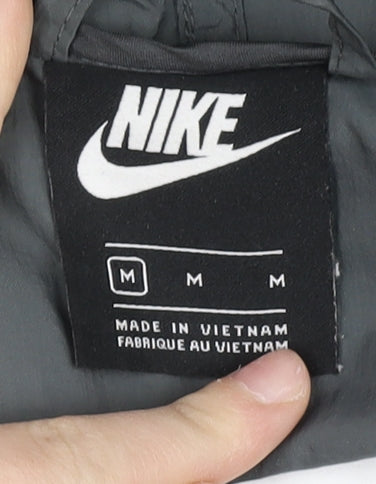 NIKE
M M M
MADE IN VIETNAM
FABRIQUE AU VIETNAM